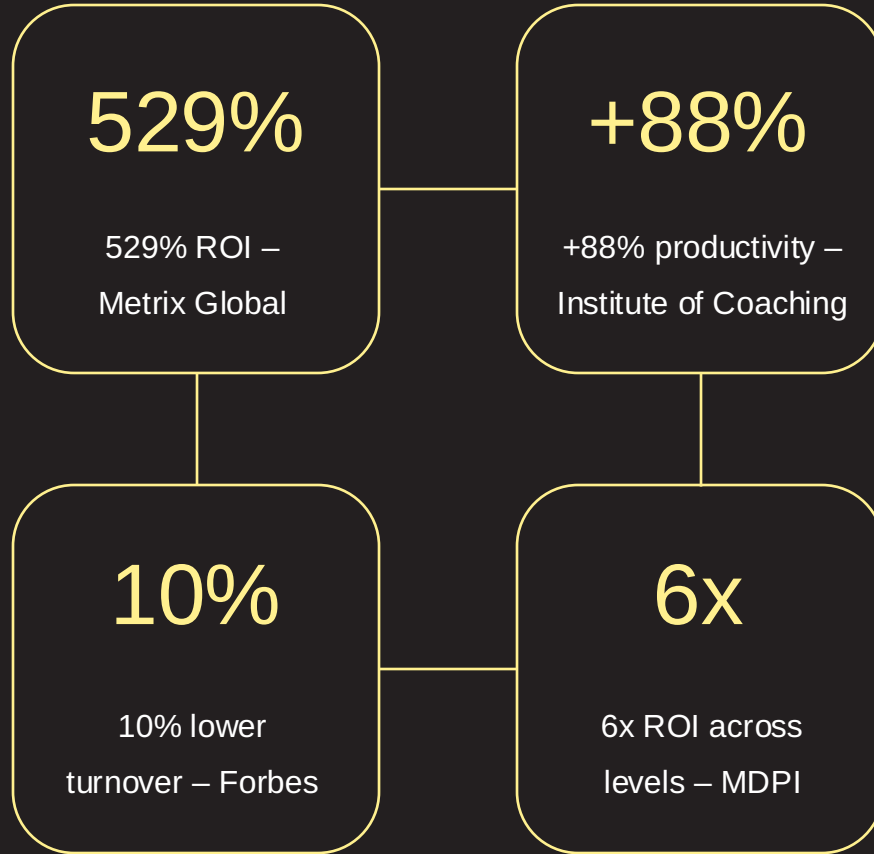 529%
529% ROI –
Metrix Global
+88%
+88% productivity –
Institute of Coaching
10%
10% lower
turnover – Forbes
6x
6x ROI across
levels – MDPI